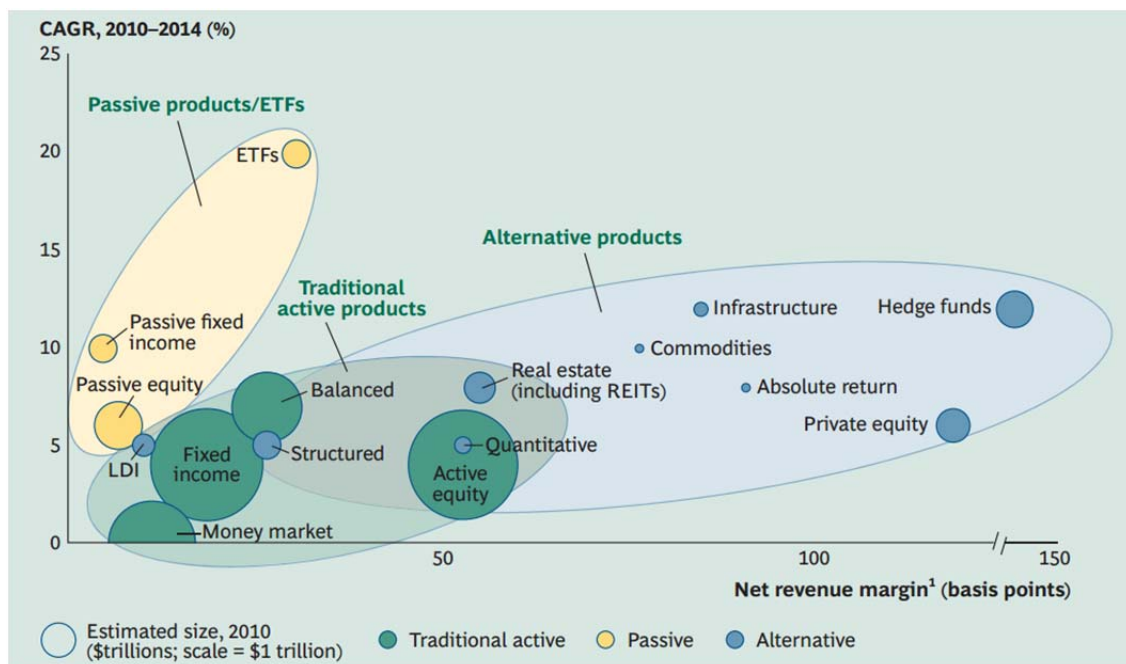 CAGR, 2010–2014 (%)
25
Passive products/ETFs
20
ETFs
15
Alternative products
Traditional
active products
Infrastructure
Hedge funds
10
Passive fixed
income
Commodities
Real estate
(including REITs)
Absolute return
Passive equity
Balanced
Private equity
5
LDI
Fixed
income
Structured
Quantitative
Active
equity
Money market
0
50
100
150
Net revenue margin¹ (basis points)
Estimated size, 2010
($trillions; scale = $1 trillion)
Traditional active
Passive
Alternative